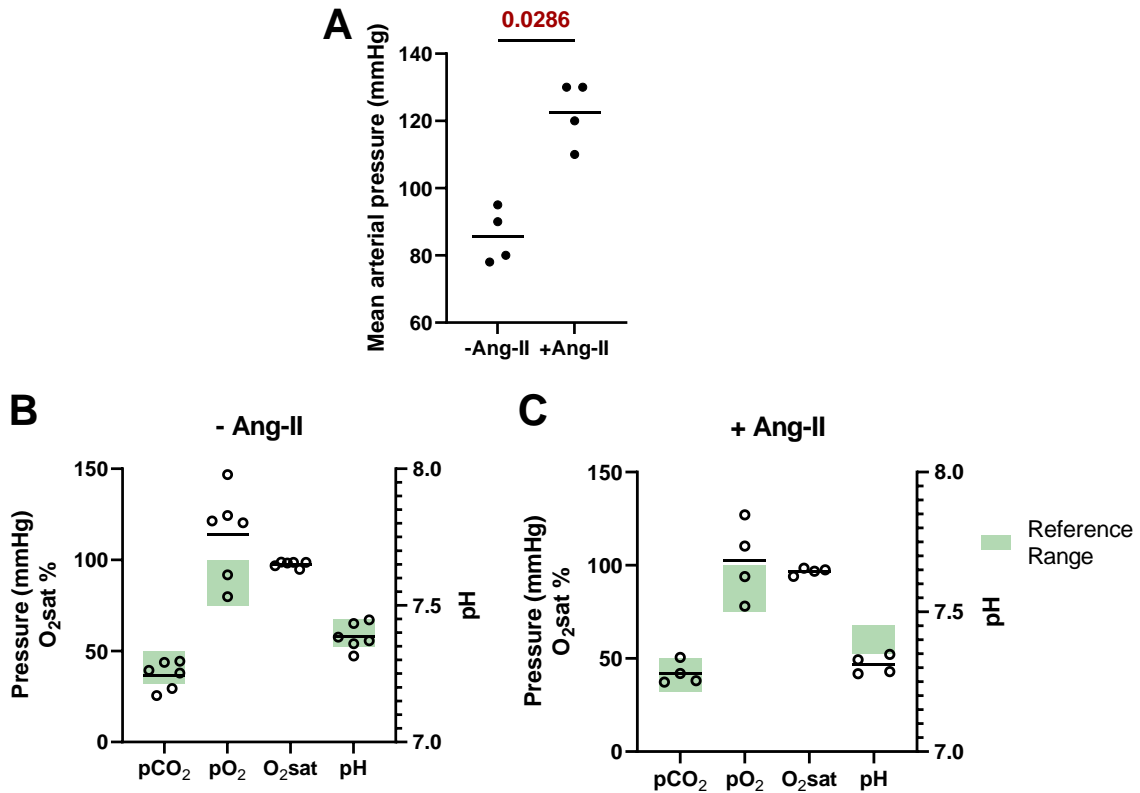 A
0.0286
Mean arterial pressure (mmHg)
140
120
100
80
60
-Ang-II +Ang-II
B
- Ang-II
Pressure (mmHg)
O₂sat %
150
100
50
0
8.0
7.5
7.0
pH
pCO₂ pO₂ O₂sat pH
C
+ Ang-II
Pressure (mmHg)
O₂sat %
150
100
50
0
8.0
7.5
7.0
pH
pCO₂ pO₂ O₂sat pH
Reference
Range